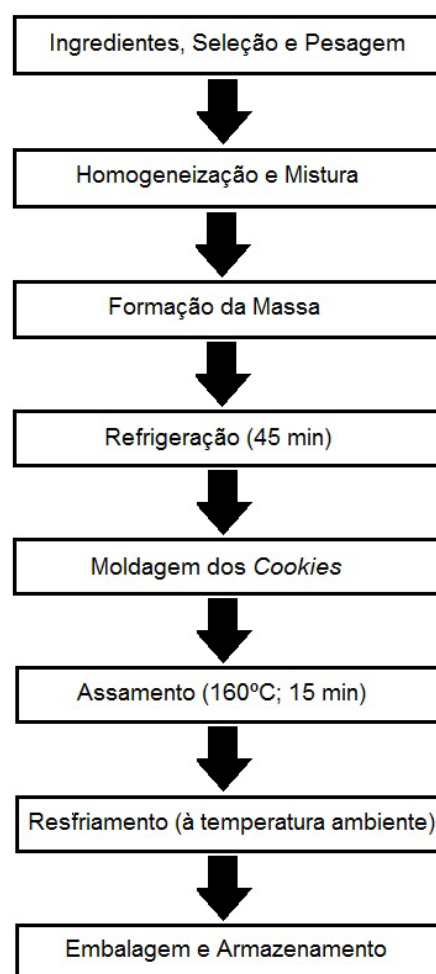 Ingredientes, Seleção e Pesagem
Homogeneização e Mistura
Formação da Massa
Refrigeração (45 min)
Moldagem dos Cookies
Assamento (160ºC; 15 min)
Resfriamento (à temperatura ambiente)
Embalagem e Armazenamento